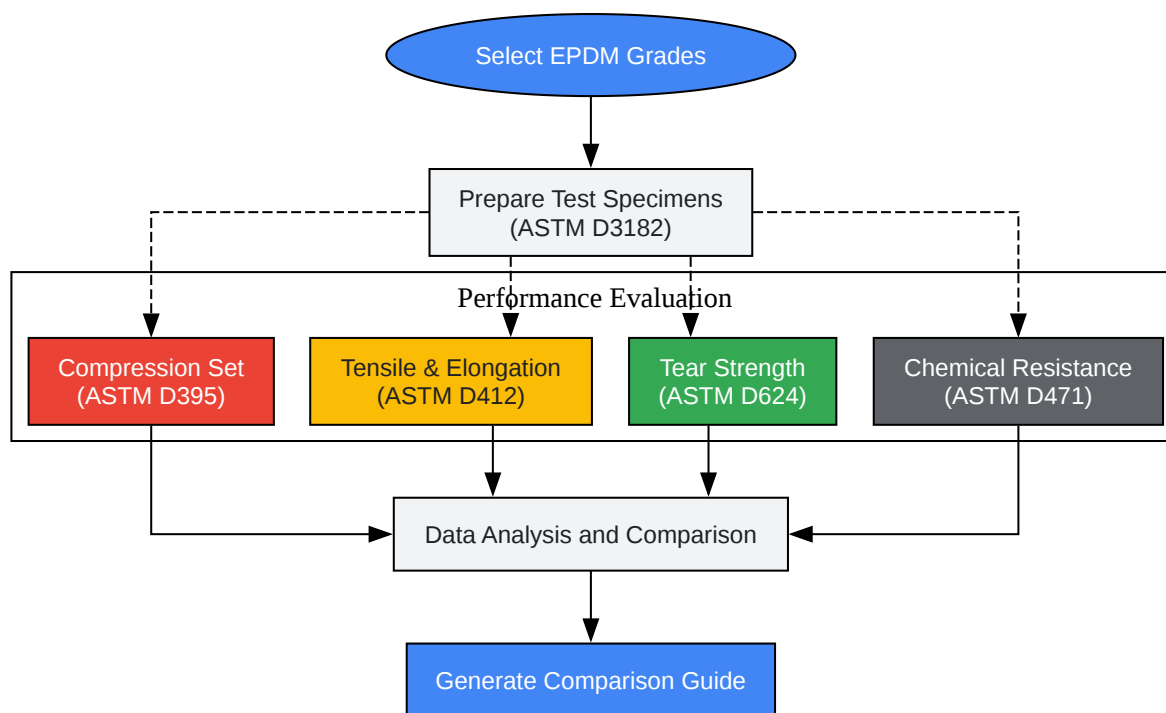 Select EPDM Grades
Prepare Test Specimens
(ASTM D3182)
Performance Evaluation
Compression Set
(ASTM D395)
Tensile & Elongation
(ASTM D412)
Tear Strength
(ASTM D624)
Chemical Resistance
(ASTM D471)
Data Analysis and Comparison
Generate Comparison Guide